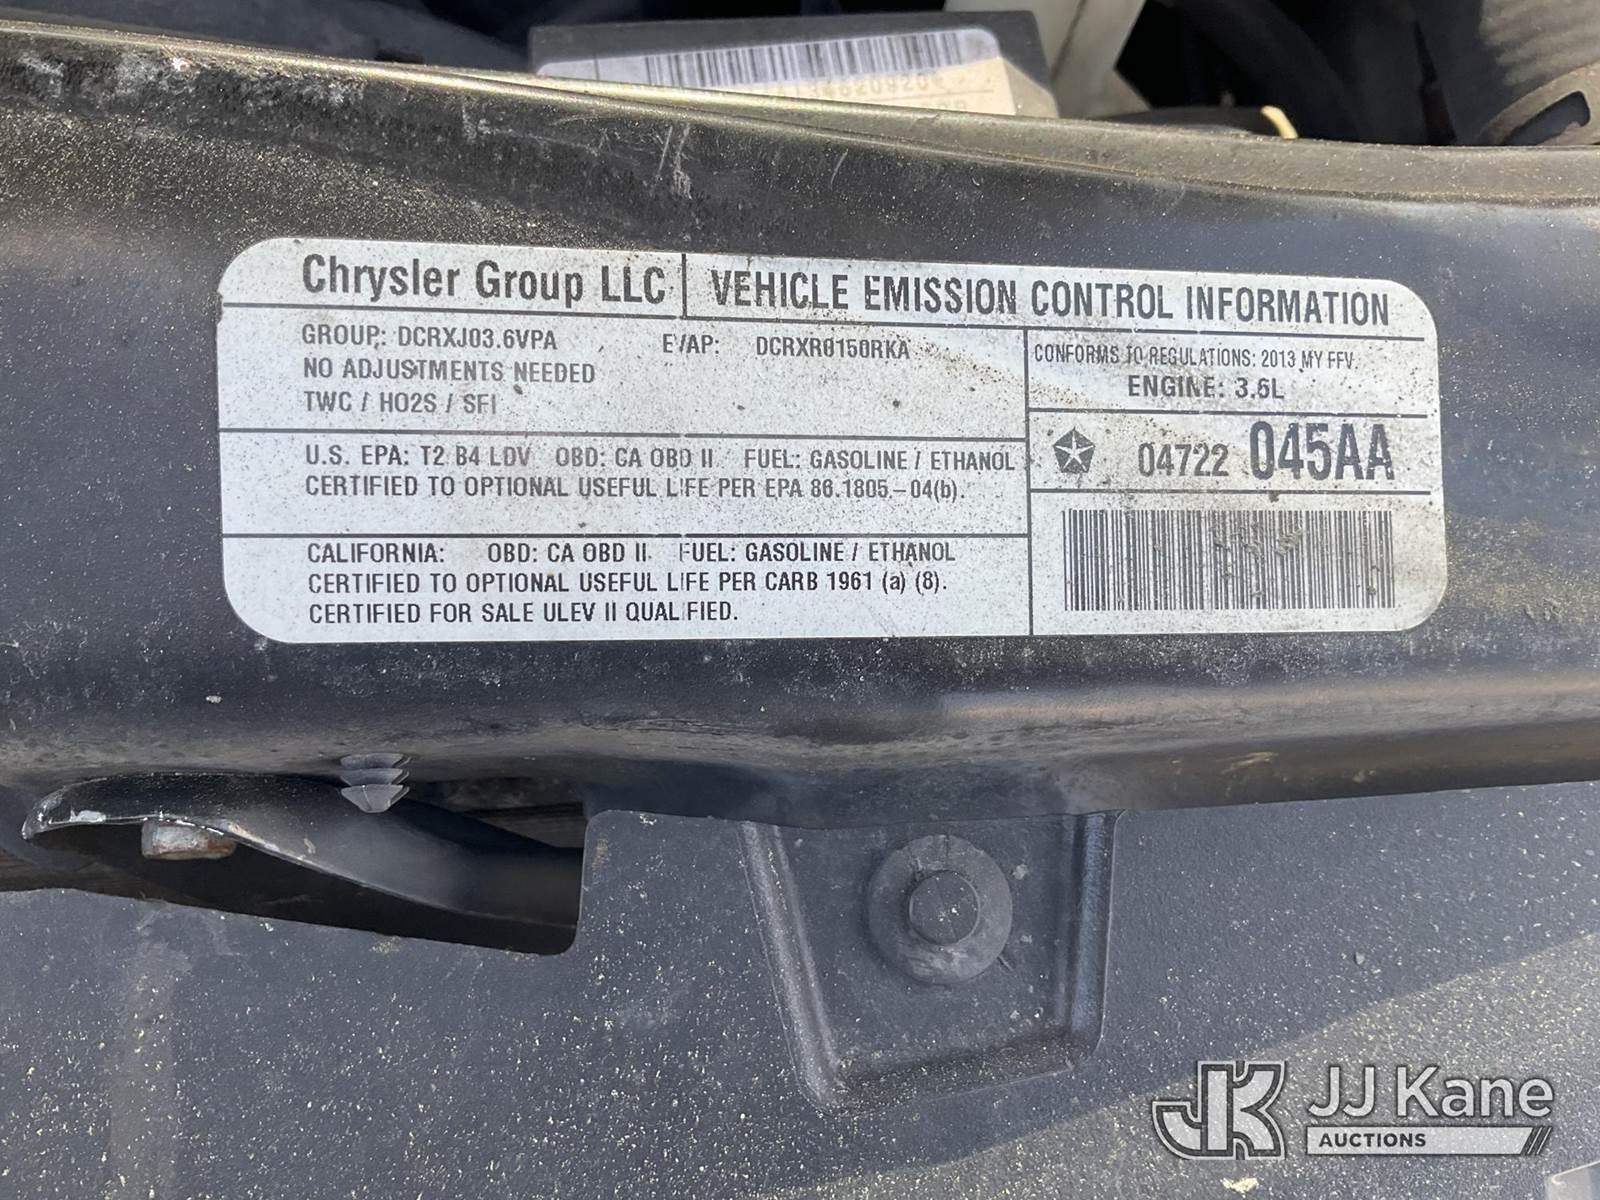 Chrysler Group LLC VEHICLE EMISSION CONTROL INFORMATION
GROUP: DCRXJ03.6VPA EVAP: DCRXR0150RKA
NO ADJUSTMENTS NEEDED
TWC / HO2S / SFI
CONFORMS TO REGULATIONS: 2013 MY FFV
ENGINE: 3.6L
U.S. EPA: T2 B4 LDV OBD: CA OBD II FUEL: GASOLINE / ETHANOL
CERTIFIED TO OPTIONAL USEFUL LIFE PER EPA 86.1805-04(b).
04722 045AA
CALIFORNIA: OBD: CA OBD II FUEL: GASOLINE / ETHANOL
CERTIFIED TO OPTIONAL USEFUL LIFE PER CARB 1961 (a) (8).
CERTIFIED FOR SALE ULEV II QUALIFIED.
JK JJ Kane
AUCTIONS